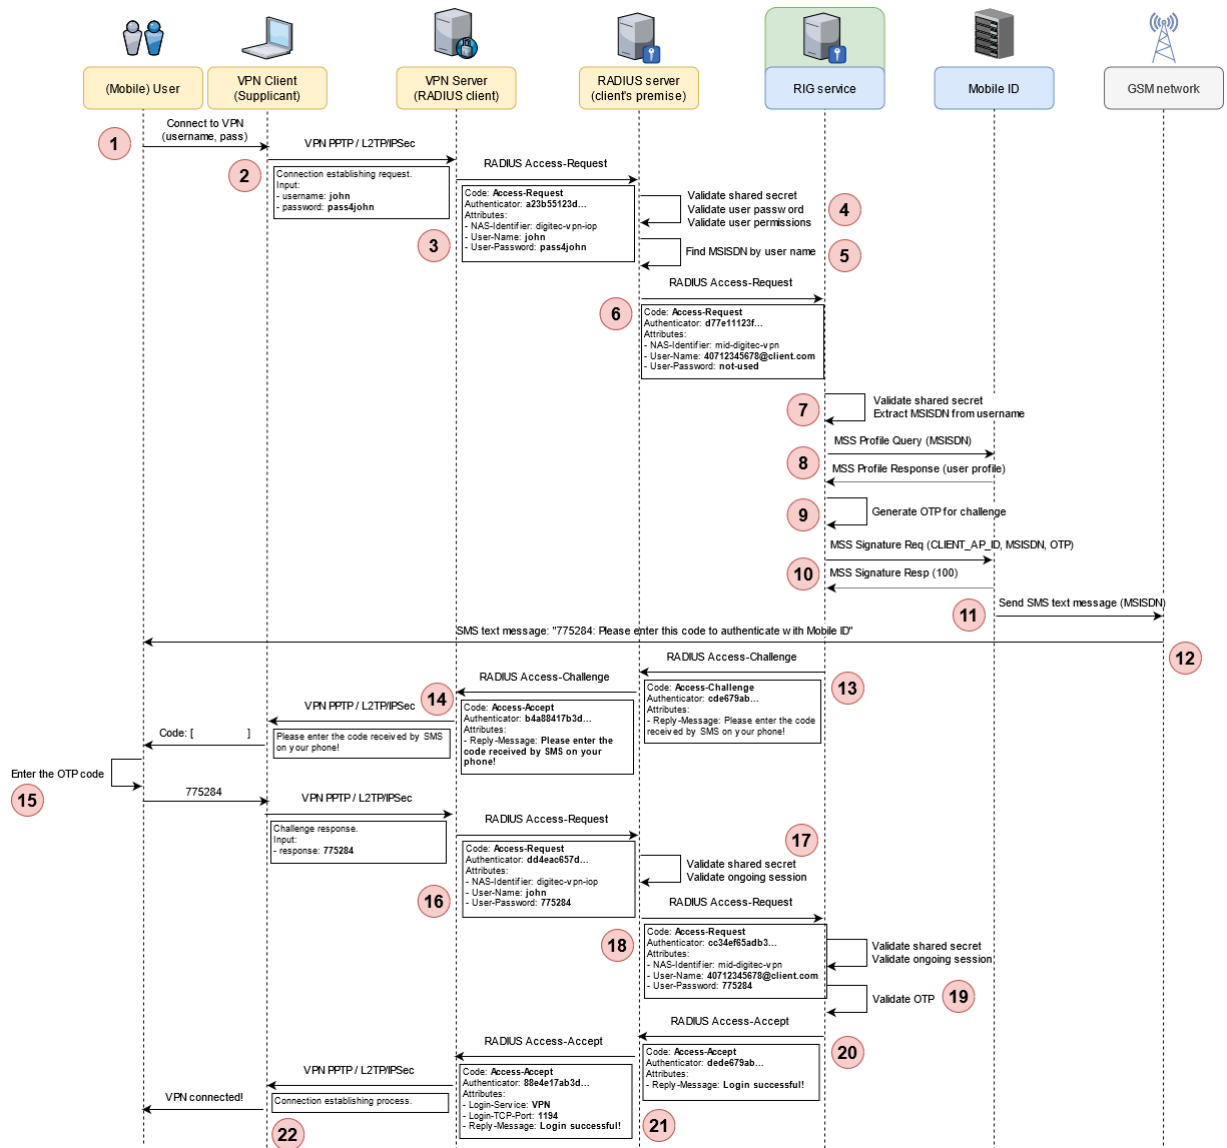 (Mobile) User
VPN Client
(Supplicant)
VPN Server
(RADIUS client)
RADIUS server
(client's premise)
RIG service
Mobile ID
GSM network
1
Connect to VPN
(username, pass)
2
VPN PPTP / L2TP/IPSec
Connection establishing request.
Input:
- username: john
- password: pass4john
3
RADIUS Access-Request
Code: Access-Request
Authenticator: a23b55123d...
Attributes:
- NAS-Identifier: digitec-vpn-iop
- User-Name: john
- User-Password: pass4john
Validate shared secret
Validate user password
Validate user permissions
4
Find MSISDN by user name
5
RADIUS Access-Request
6
Code: Access-Request
Authenticator: d77e11123f...
Attributes:
- NAS-Identifier: mid-digitec-vpn
- User-Name: 40712345678@client.com
- User-Password: not-used
7
Validate shared secret
Extract MSISDN from username
MSS Profile Query (MSISDN)
8
MSS Profile Response (user profile)
9
Generate OTP for challenge
MSS Signature Req (CLIENT_AP_ID, MSISDN, OTP)
10
MSS Signature Resp (100)
11
Send SMS text message (MSISDN)
SMS text message: "775284: Please enter this code to authenticate with Mobile ID"
12
RADIUS Access-Challenge
13
Code: Access-Challenge
Authenticator: cde679ab...
Attributes:
- Reply-Message: Please enter the code
received by SMS on your phone!
RADIUS Access-Challenge
14
Code: Access-Accept
Authenticator: b4a88417b3d...
Attributes:
- Reply-Message: Please enter the
code received by SMS on your
phone!
VPN PPTP / L2TP/IPSec
Please enter the code received by SMS
on your phone!
Code: [ ]
Enter the OTP code
15
775284
VPN PPTP / L2TP/IPSec
Challenge response.
Input:
- response: 775284
RADIUS Access-Request
16
Code: Access-Request
Authenticator: dd4eac657d...
Attributes:
- NAS-Identifier: digitec-vpn-iop
- User-Name: john
- User-Password: 775284
17
Validate shared secret
Validate ongoing session
RADIUS Access-Request
18
Code: Access-Request
Authenticator: cc34ef65adb3...
Attributes:
- NAS-Identifier: mid-digitec-vpn
- User-Name: 40712345678@client.com
- User-Password: 775284
Validate shared secret
Validate ongoing session
Validate OTP
19
RADIUS Access-Accept
20
Code: Access-Accept
Authenticator: dede679ab...
Attributes:
- Reply-Message: Login successful!
RADIUS Access-Accept
21
Code: Access-Accept
Authenticator: 88e4e17ab3d...
Attributes:
- Login-Service: VPN
- Login-TCP-Port: 1194
- Reply-Message: Login successful!
VPN PPTP / L2TP/IPSec
Connection establishing process.
VPN connected!
22